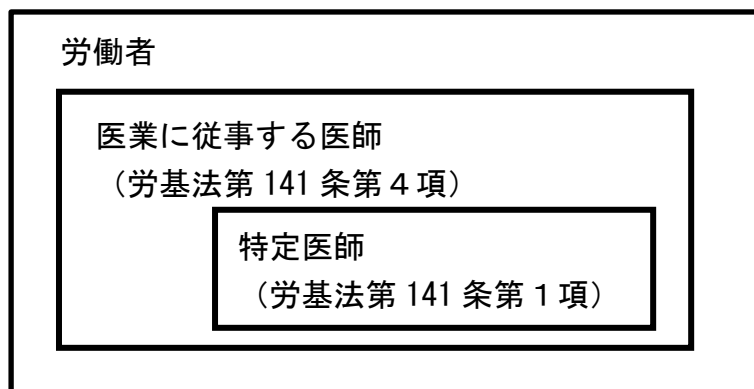 労働者
医業に従事する医師
（労基法第 141 条第４項）
特定医師
（労基法第 141 条第１項）